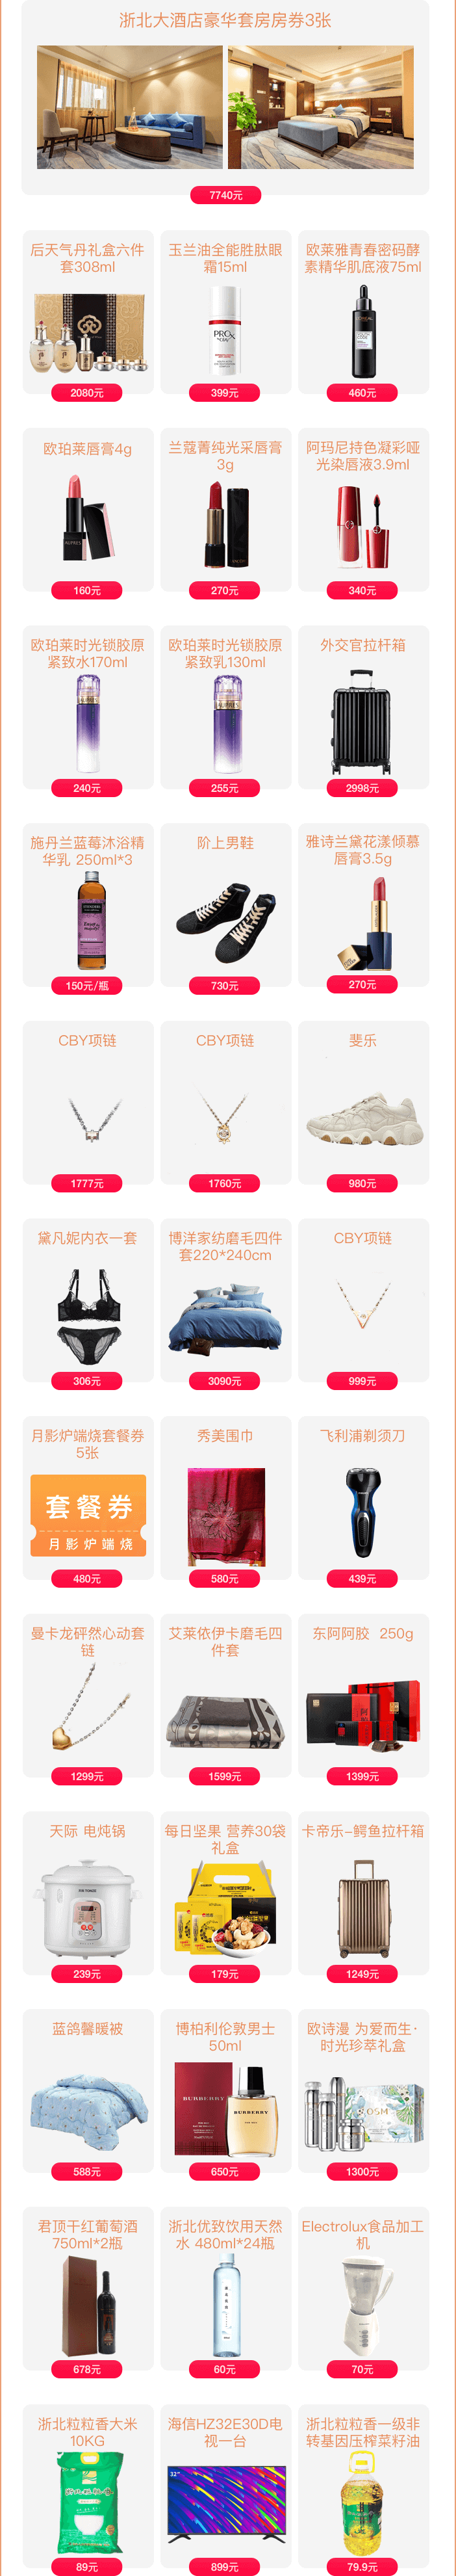 浙北大酒店豪华套房房券3张
7740元
后天气丹礼盒六件
套308ml
2080元
玉兰油全能胜肽眼
霜15ml
PRO-X
by OLAY
399元
欧莱雅青春密码酵
素精华肌底液75ml
460元
欧珀莱唇膏4g
AUPRES
160元
兰蔻菁纯光采唇膏
3g
270元
阿玛尼持色凝彩哑
光染唇液3.9ml
340元
欧珀莱时光锁胶原
紧致水170ml
240元
欧珀莱时光锁胶原
紧致乳130ml
AUPRES
255元
外交官拉杆箱
2998元
施丹兰蓝莓沐浴精
华乳 250ml*3
150元/瓶
阶上男鞋
730元
雅诗兰黛花漾倾慕
唇膏3.5g
270元
CBY项链
1777元
CBY项链
1760元
斐乐
980元
黛凡妮内衣一套
306元
博洋家纺磨毛四件
套220*240cm
3090元
CBY项链
999元
月影炉端烧套餐券
5张
套餐券
月影炉端烧
480元
秀美围巾
580元
飞利浦剃须刀
439元
曼卡龙砰然心动套
链
1299元
艾莱依伊卡磨毛四
件套
1599元
东阿阿胶 250g
1399元
天际 电炖锅
239元
每日坚果 营养30袋
礼盒
179元
卡帝乐-鳄鱼拉杆箱
1249元
蓝鸽馨暖被
588元
博柏利伦敦男士
50ml
BURBERRY
BURBERRY
650元
欧诗漫 为爱而生·
时光珍萃礼盒
OSM
1300元
君顶干红葡萄酒
750ml*2瓶
678元
浙北优致饮用天然
水 480ml*24瓶
60元
Electrolux食品加工
机
70元
浙北粒粒香大米
10KG
89元
海信HZ32E30D电
视一台
32"
899元
浙北粒粒香一级非
转基因压榨菜籽油
79.9元